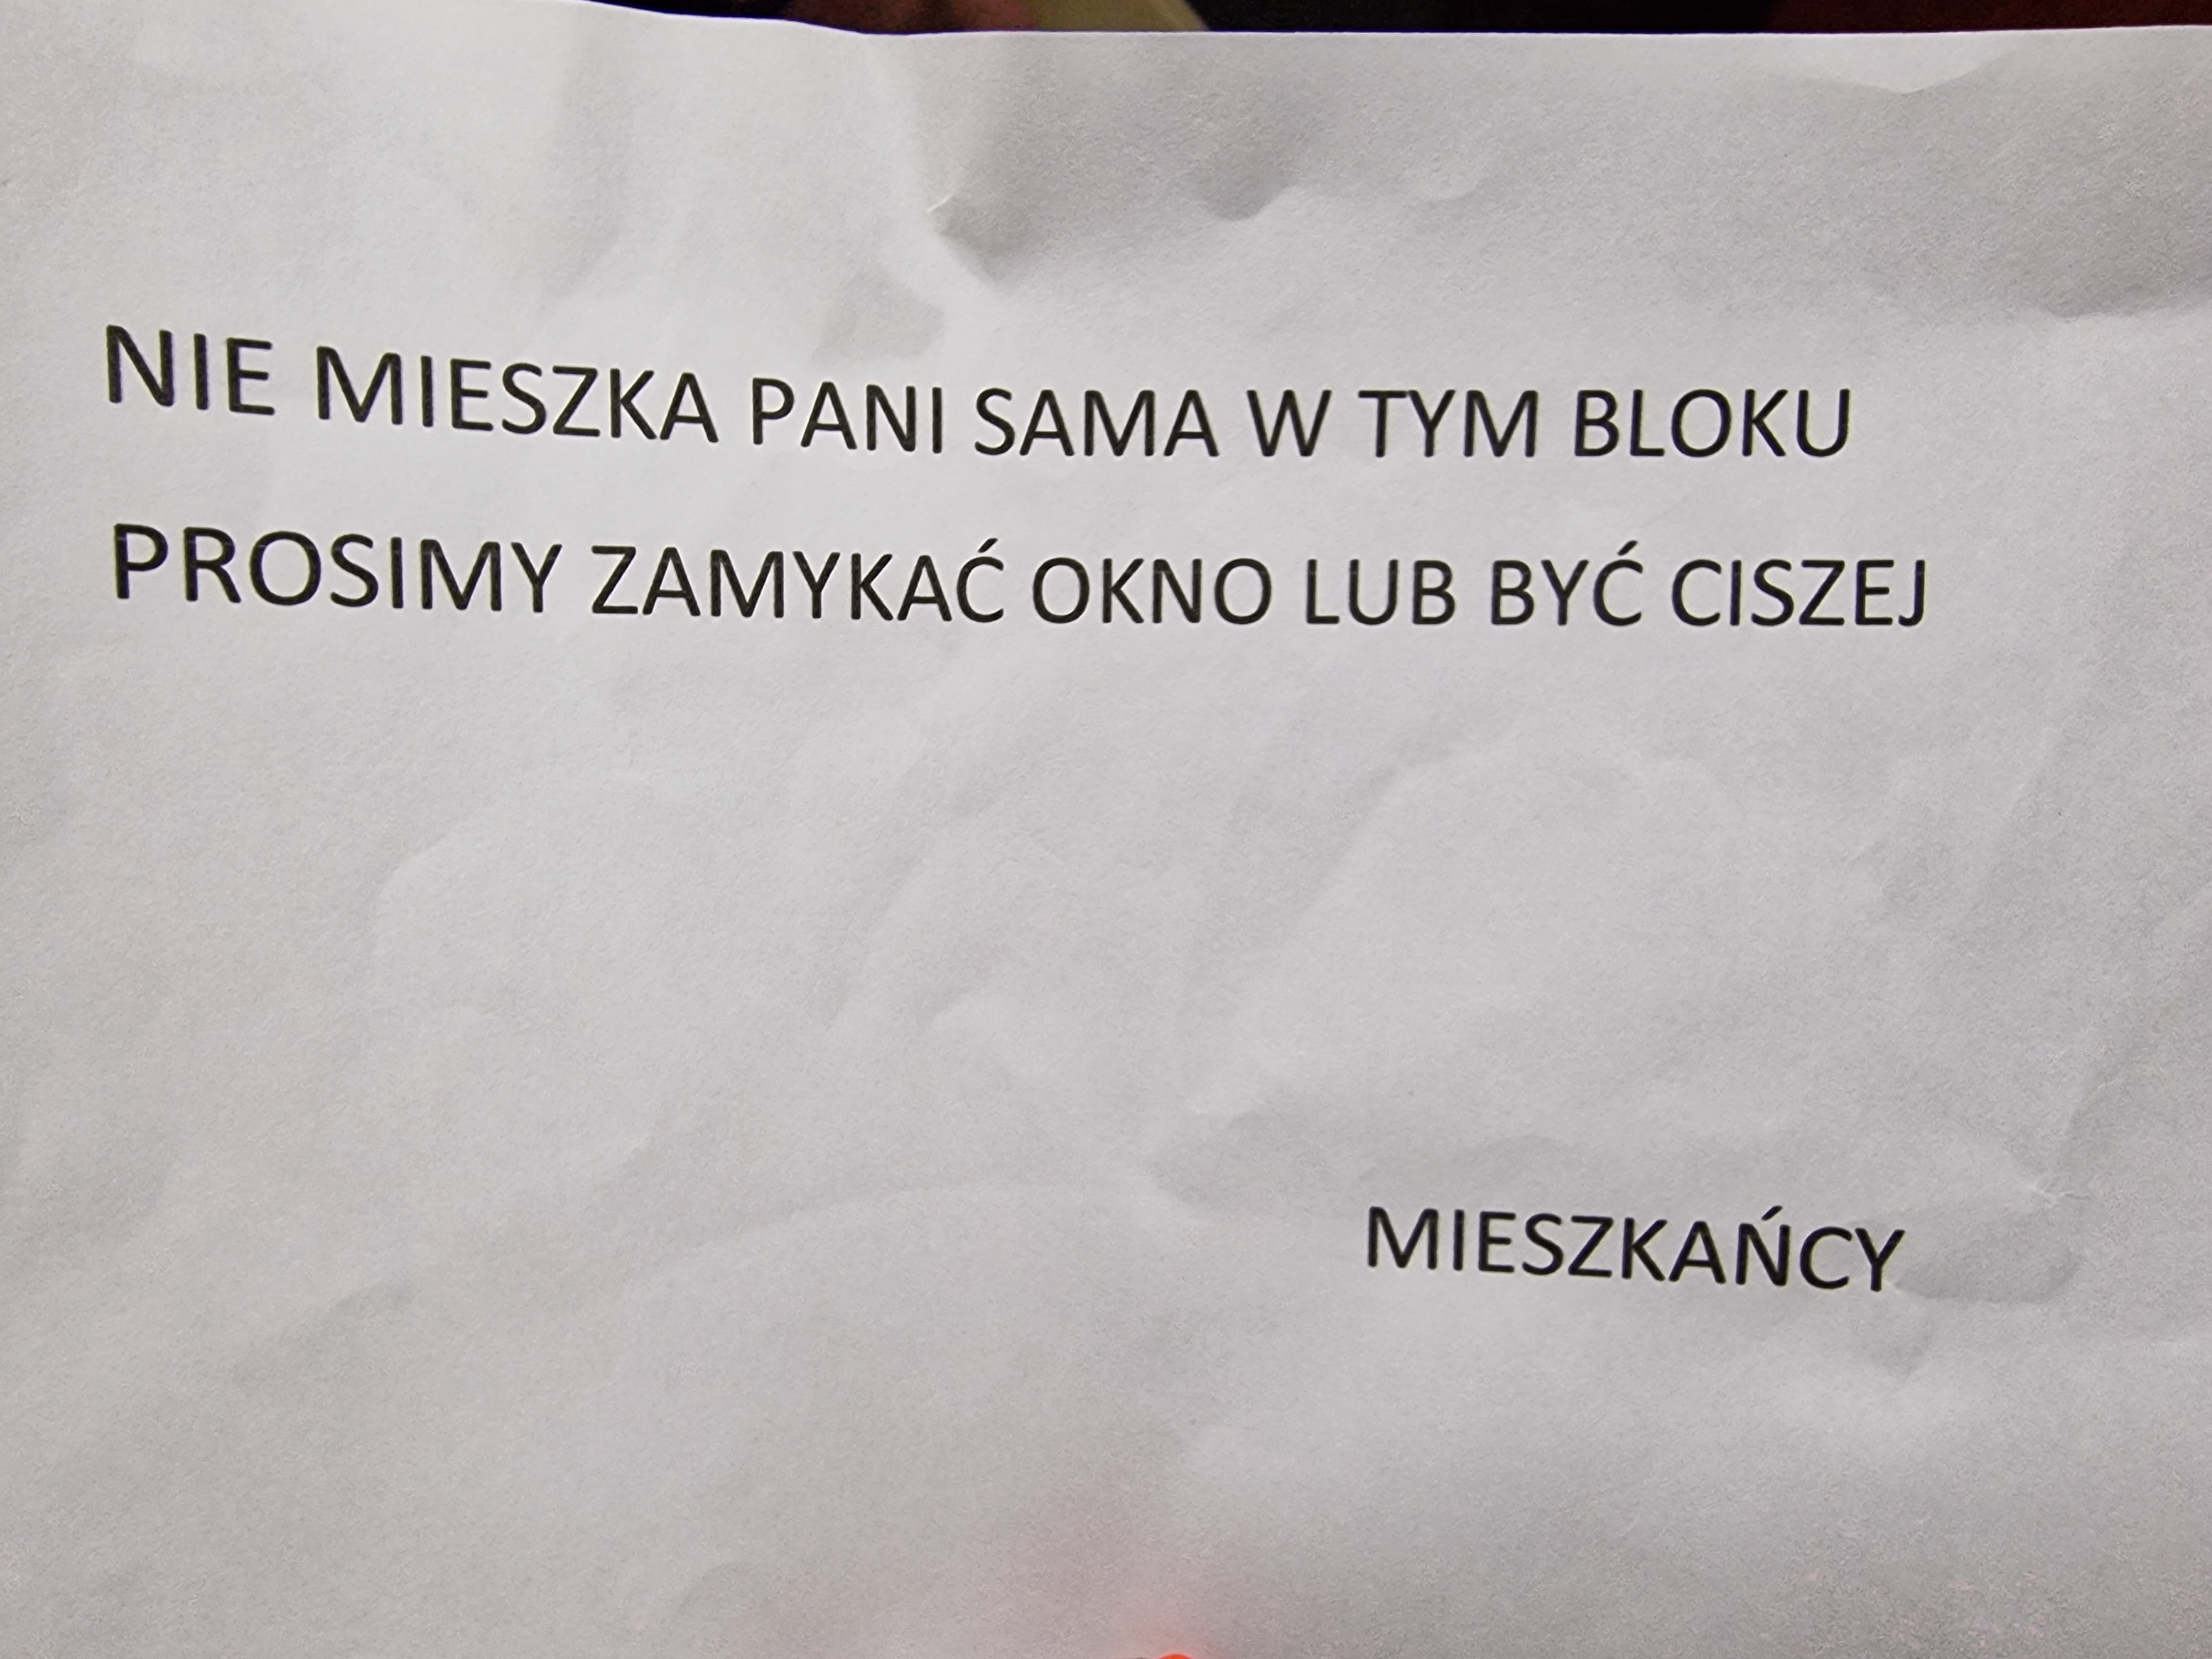 NIE MIESZKA PANI SAMA W TYM BLOKU
PROSIMY ZAMYKAĆ OKNO LUB BYĆ CISZEJ
MIESZKAŃCY